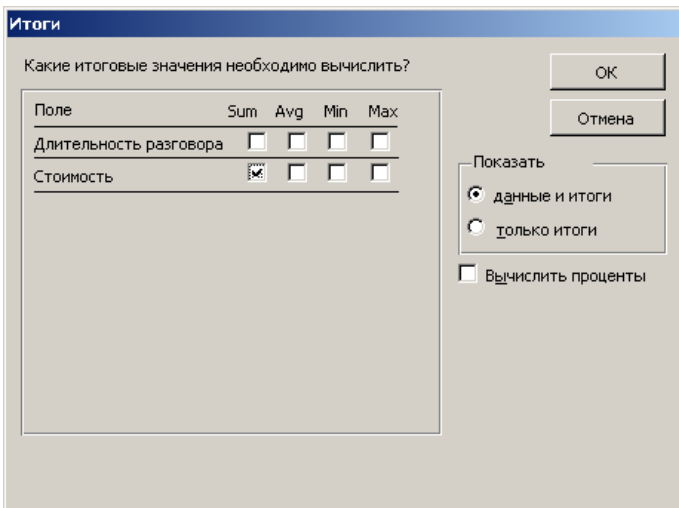 Итоги
Какие итоговые значения необходимо вычислить?
Поле Sum Avg Min Max
Длительность разговора
Стоимость
ОК
Отмена
Показать
данные и итоги
только итоги
Вычислить проценты